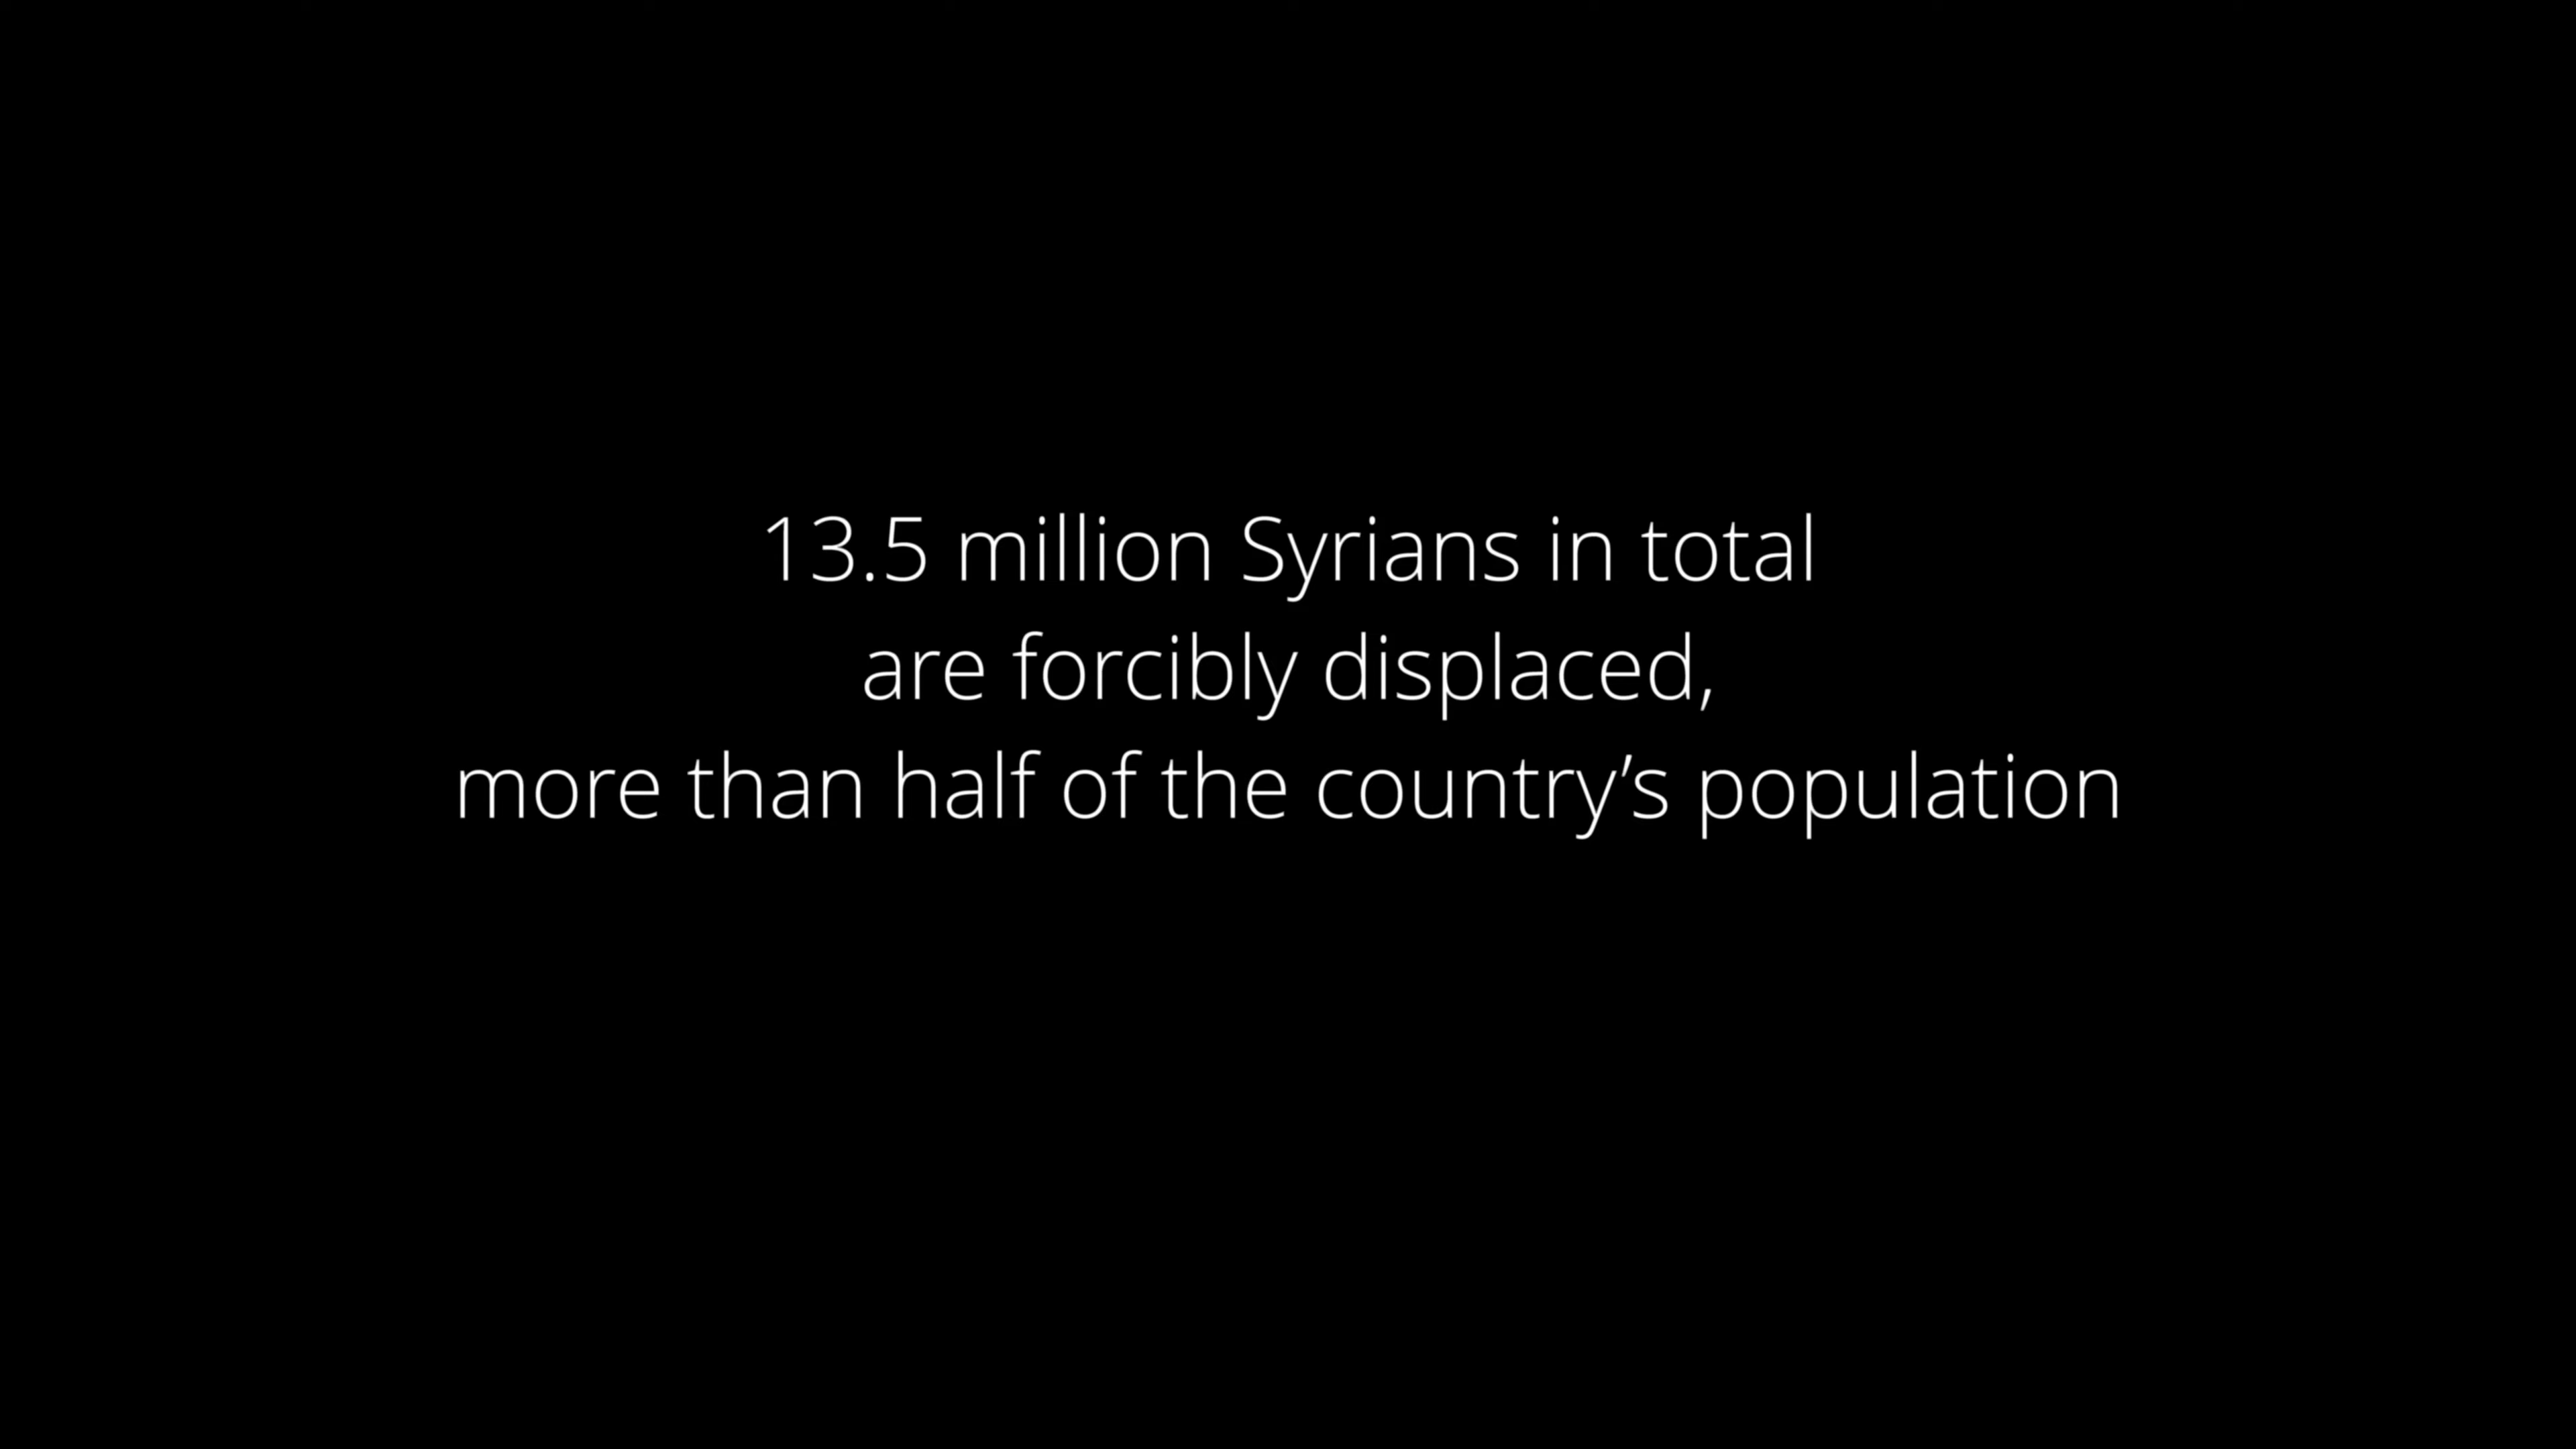 13.5 million Syrians in total
are forcibly displaced,
more than half of the country’s population